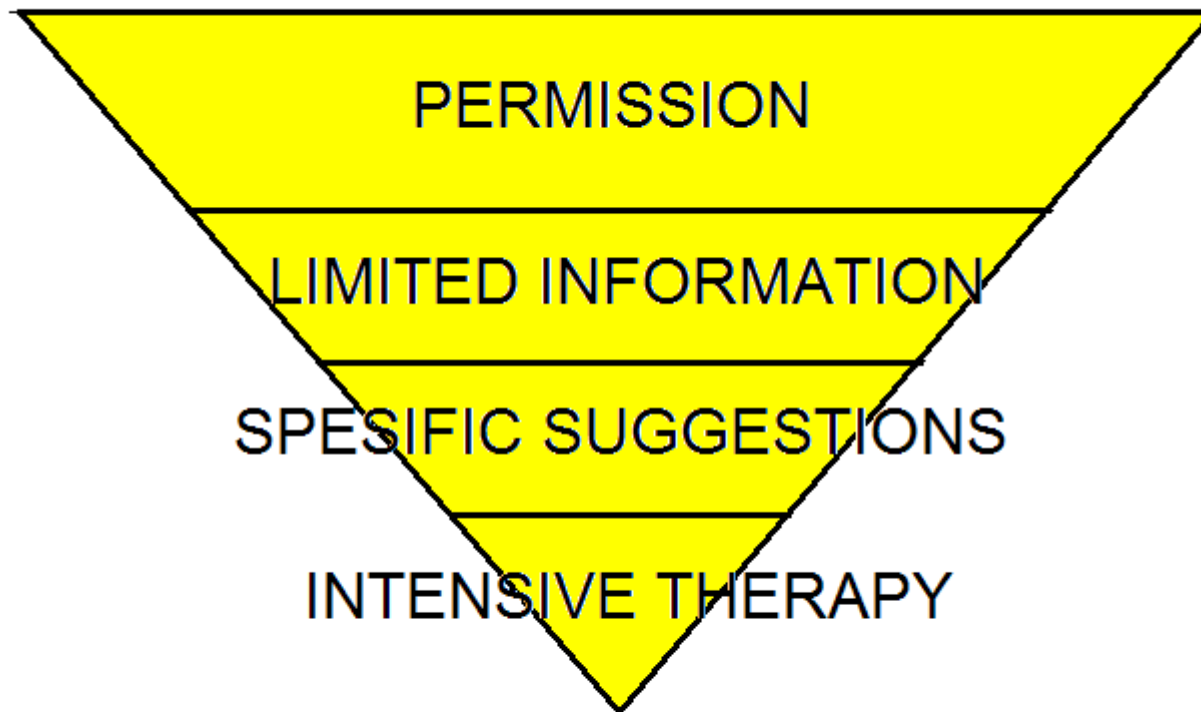 PERMISSION
LIMITED INFORMATION
SPESIFIC SUGGESTIONS
INTENSIVE THERAPY